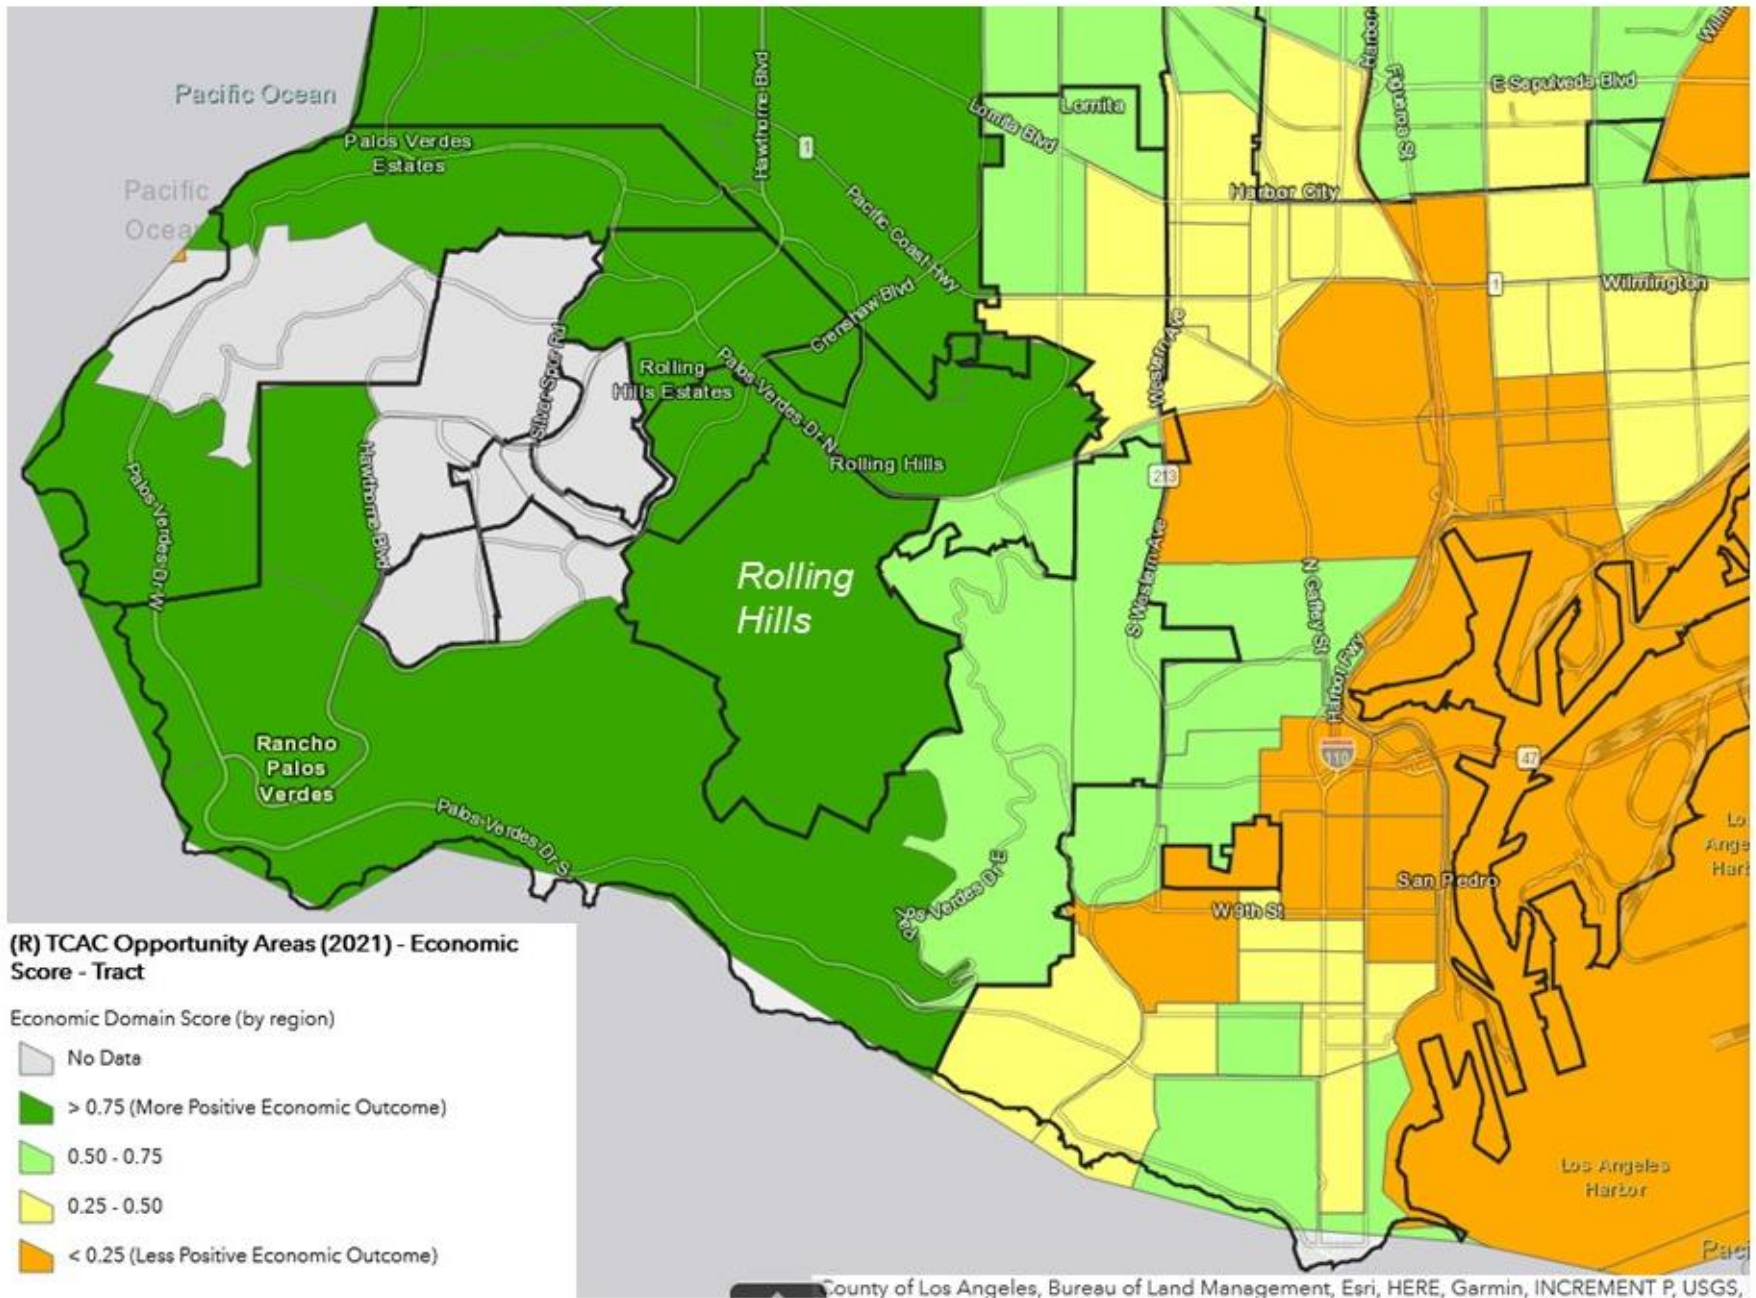 Pacific Ocean
Palos Verdes
Estates
Pacific
Hawthorne Blvd
1
Lomita Blvd
Lomita
Harbor
Figueroa St
E Sepulveda Blvd
Harbor City
Pacific Coast Hwy
Crenshaw Blvd
1
Wilmington
Western Ave
Silver Spur Rd
Rolling
Hills Estates
Palos Verdes Dr N
Rolling Hills
213
Hawthorne Blvd
Palos Verdes Dr W
Rolling
Hills
S Western Ave
N Gaffey St
Harbor Fwy
110
47
Rancho
Palos
Verdes
Palos Verdes Dr S
Palos Verdes Dr E
San Pedro
W 9th St
Los Angeles
Harbor
(R) TCAC Opportunity Areas (2021) - Economic
Score - Tract
Economic Domain Score (by region)
No Data
> 0.75 (More Positive Economic Outcome)
0.50 - 0.75
0.25 - 0.50
< 0.25 (Less Positive Economic Outcome)
County of Los Angeles, Bureau of Land Management, Esri, HERE, Garmin, INCREMENT P, USGS,